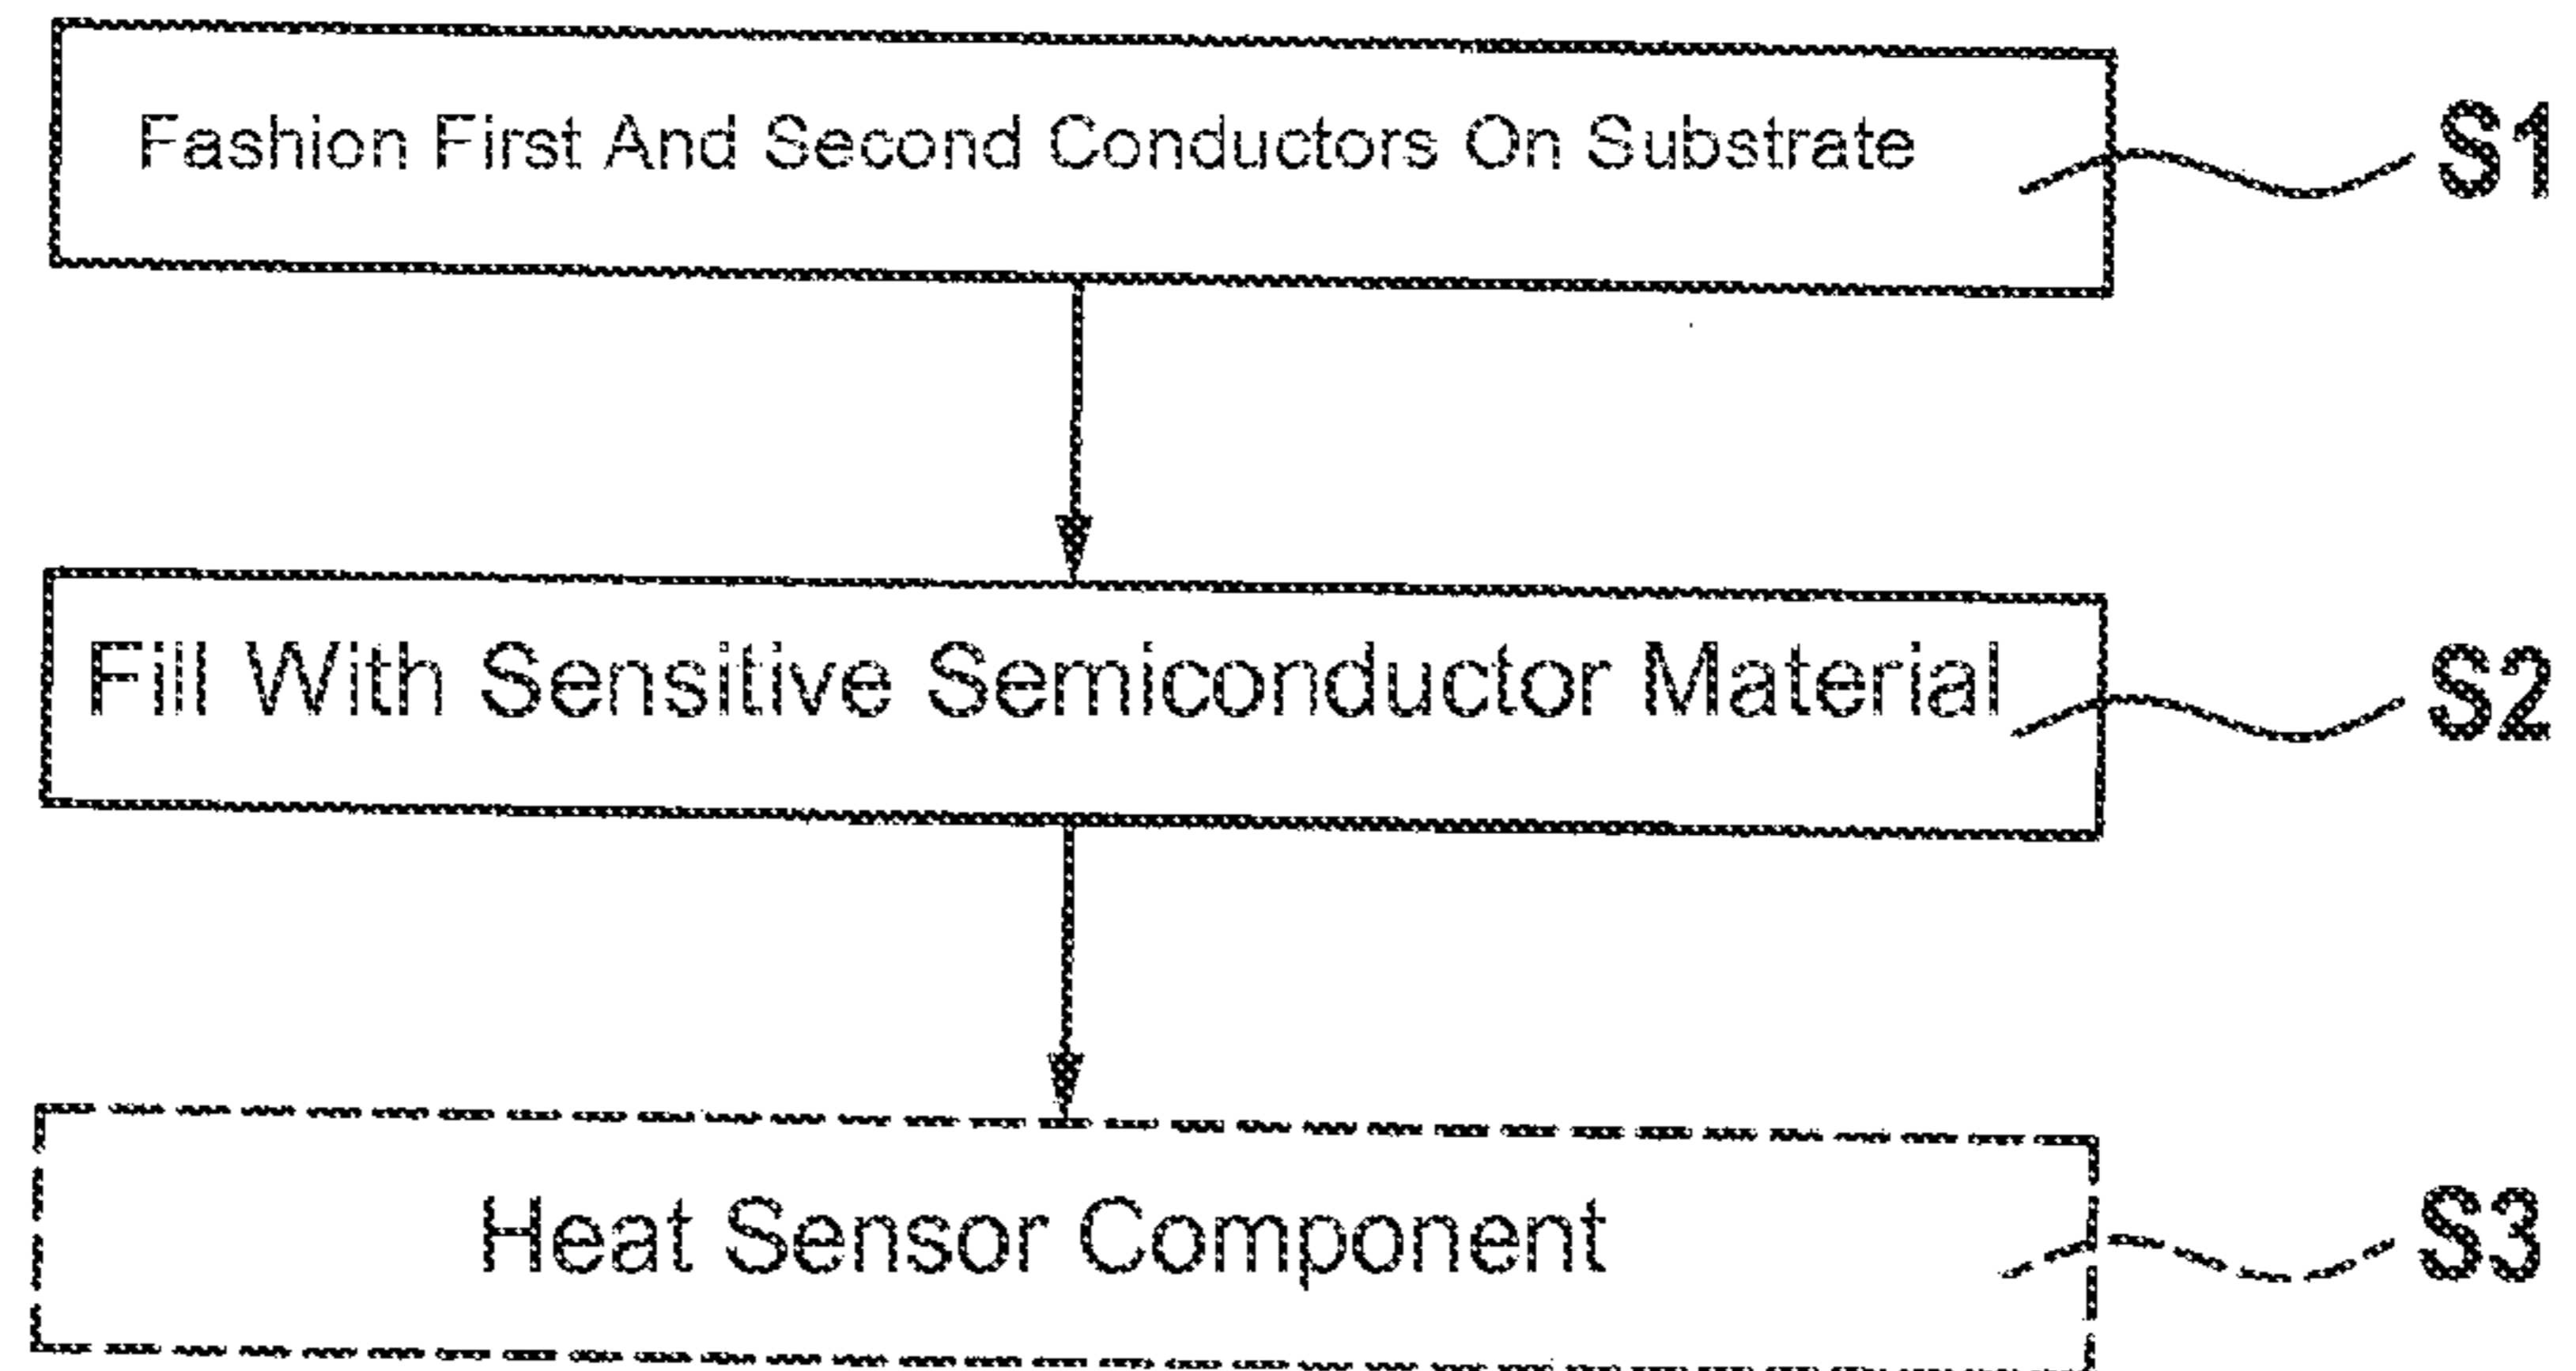 Fashion First And Second Conductors On Substrate
S1
Fill With Sensitive Semiconductor Material
S2
Heat Sensor Component
S3